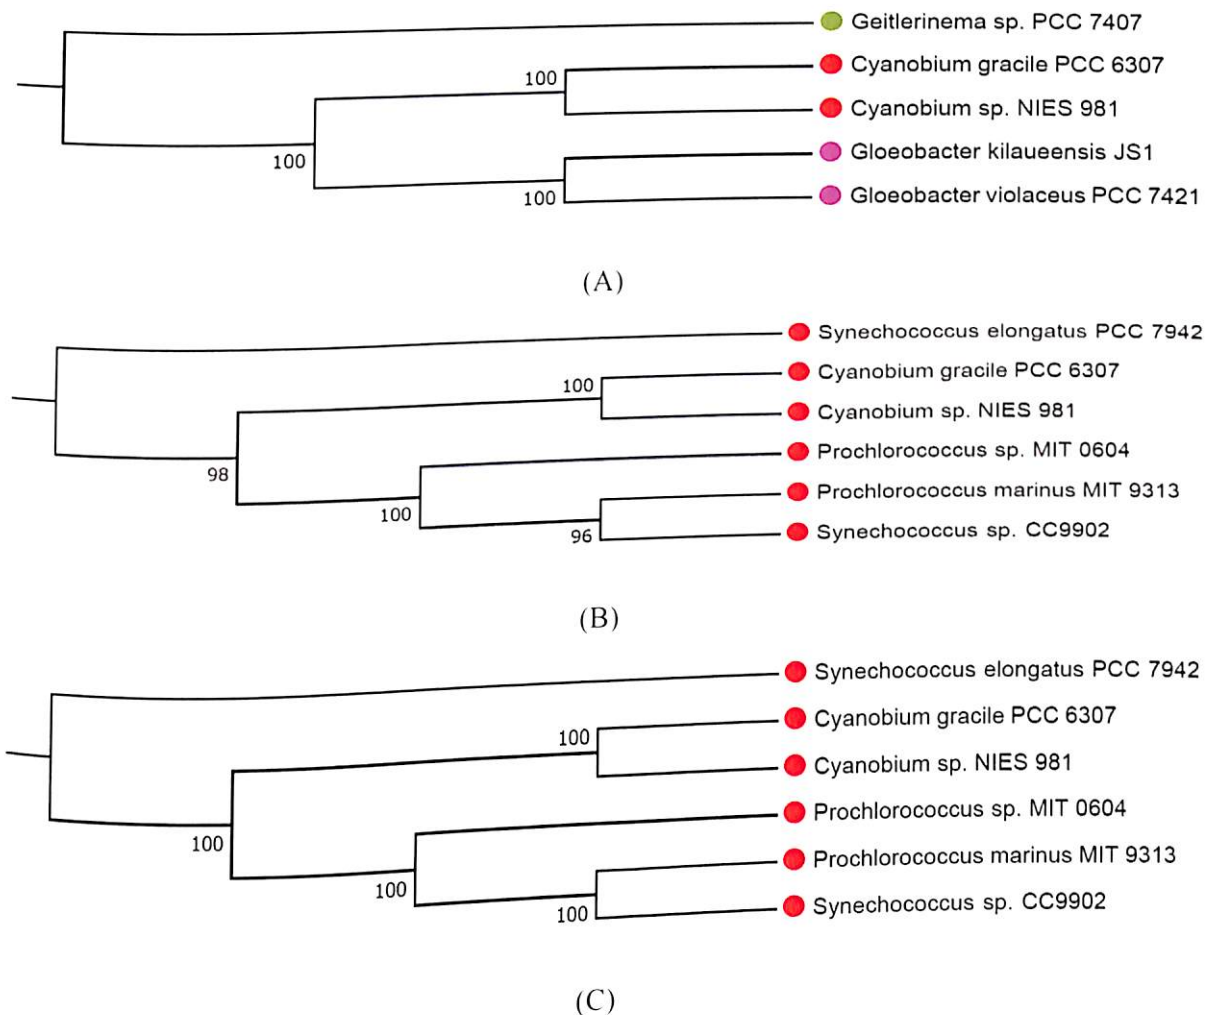 Geitlerinema sp. PCC 7407
100
Cyanobium gracile PCC 6307
Cyanobium sp. NIES 981
100
Gloeobacter kilaueensis JS1
100
Gloeobacter violaceus PCC 7421
(A)
Synechococcus elongatus PCC 7942
100
Cyanobium gracile PCC 6307
Cyanobium sp. NIES 981
98
Prochlorococcus sp. MIT 0604
100
Prochlorococcus marinus MIT 9313
96
Synechococcus sp. CC9902
(B)
Synechococcus elongatus PCC 7942
100
Cyanobium gracile PCC 6307
Cyanobium sp. NIES 981
100
Prochlorococcus sp. MIT 0604
100
Prochlorococcus marinus MIT 9313
100
Synechococcus sp. CC9902
(C)